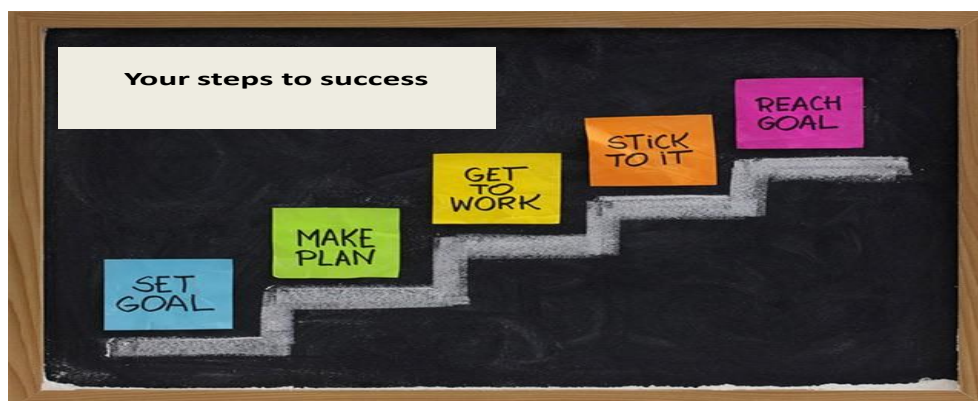 Your steps to success
SET
GOAL
MAKE
PLAN
GET
TO
WORK
STiCK
TO iT
REACH
GOAL